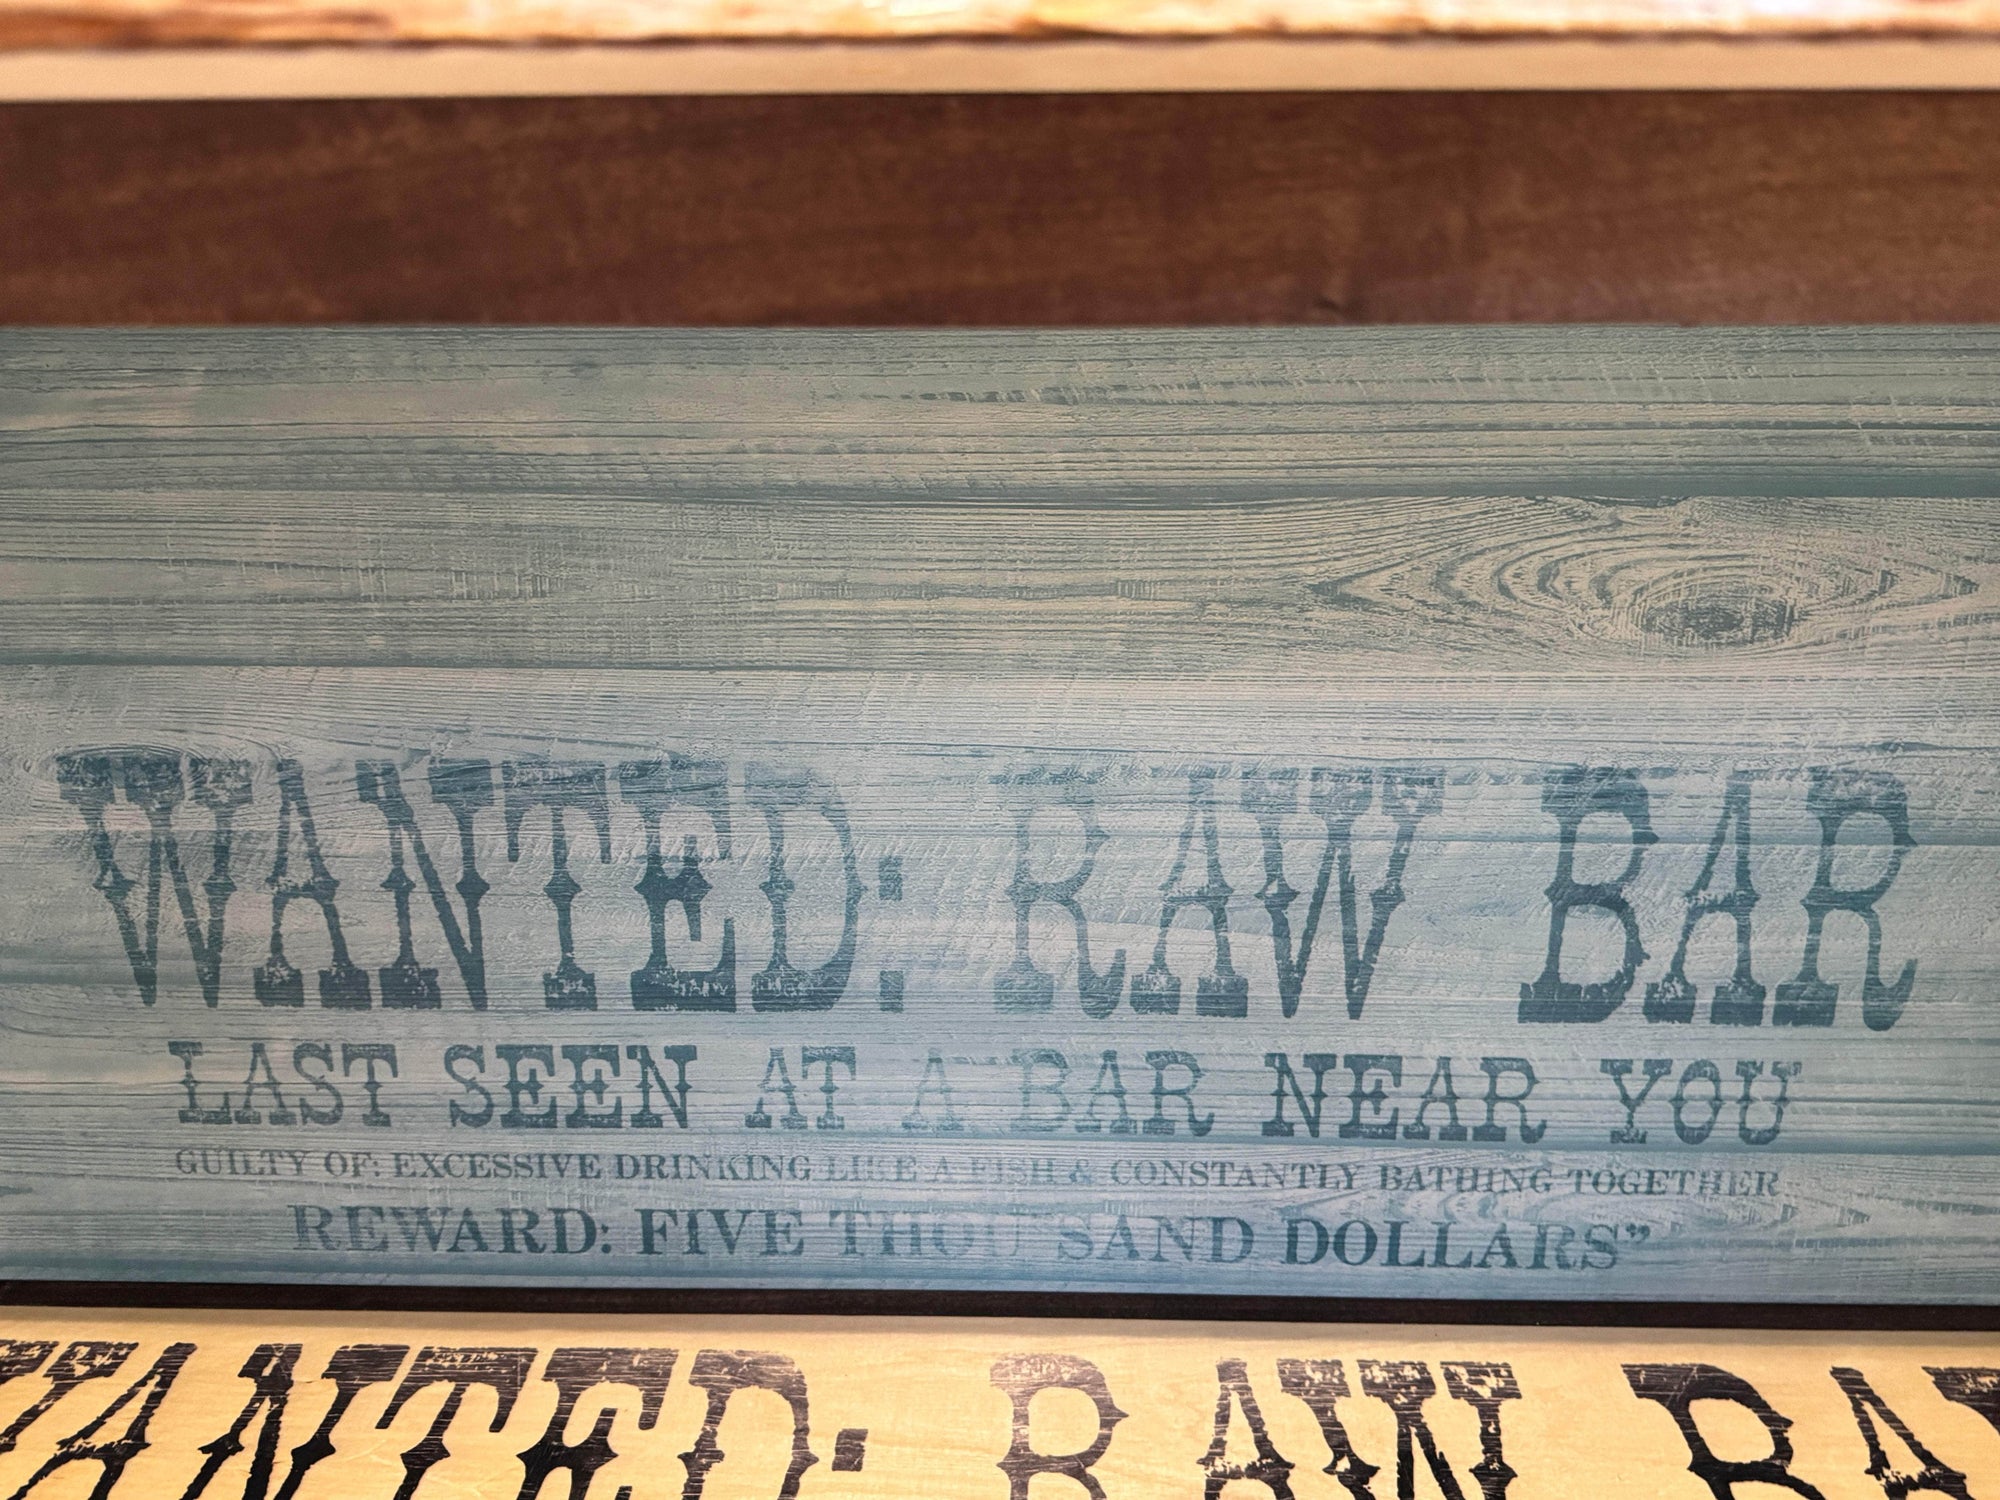 WANTED: RAW BAR
LAST SEEN AT A BAR NEAR YOU
GUILTY OF: EXCESSIVE DRINKING LIKE A FISH & CONSTANTLY BATHING TOGETHER
REWARD: FIVE THOUSAND DOLLARS”
WANTED: RAW BA